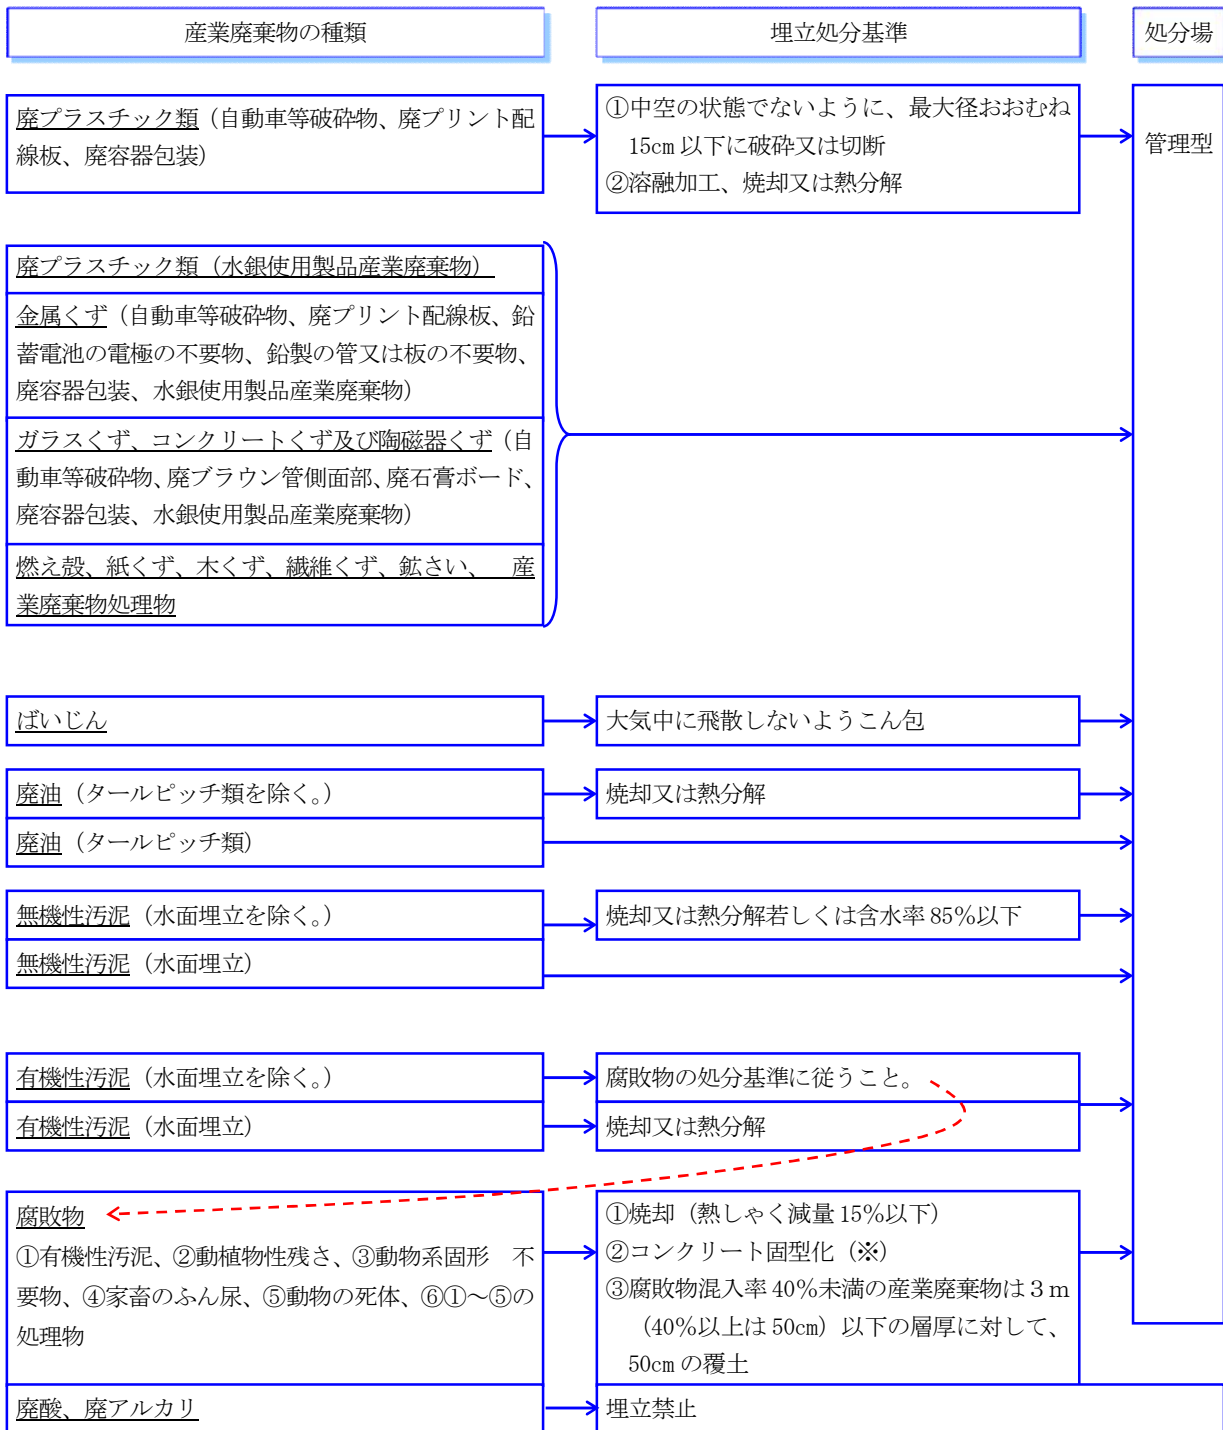 産業廃棄物の種類
埋立処分基準
処分場
廃プラスチック類（自動車等破砕物、廃プリント配
線板、廃容器包装）
①中空の状態でないように、最大径おおむね
15cm 以下に破砕又は切断
②溶融加工、焼却又は熱分解
管理型
廃プラスチック類（水銀使用製品産業廃棄物）
金属くず（自動車等破砕物、廃プリント配線板、鉛
蓄電池の電極の不要物、鉛製の管又は板の不要物、
廃容器包装、水銀使用製品産業廃棄物）
ガラスくず、コンクリートくず及び陶磁器くず（自
動車等破砕物、廃ブラウン管側面部、廃石膏ボード、
廃容器包装、水銀使用製品産業廃棄物）
燃え殻、紙くず、木くず、繊維くず、鉱さい、　産
業廃棄物処理物
ばいじん
大気中に飛散しないようこん包
廃油（タールピッチ類を除く。）
焼却又は熱分解
廃油（タールピッチ類）
無機性汚泥（水面埋立を除く。）
焼却又は熱分解若しくは含水率 85％以下
無機性汚泥（水面埋立）
有機性汚泥（水面埋立を除く。）
腐敗物の処分基準に従うこと。
有機性汚泥（水面埋立）
焼却又は熱分解
腐敗物
①有機性汚泥、②動植物性残さ、③動物系固形　不
要物、④家畜のふん尿、⑤動物の死体、⑥①～⑤の
処理物
①焼却（熱しゃく減量 15％以下）
②コンクリート固型化（※）
③腐敗物混入率 40％未満の産業廃棄物は３ｍ
（40％以上は 50cm）以下の層厚に対して、
50cm の覆土
廃酸、廃アルカリ
埋立禁止